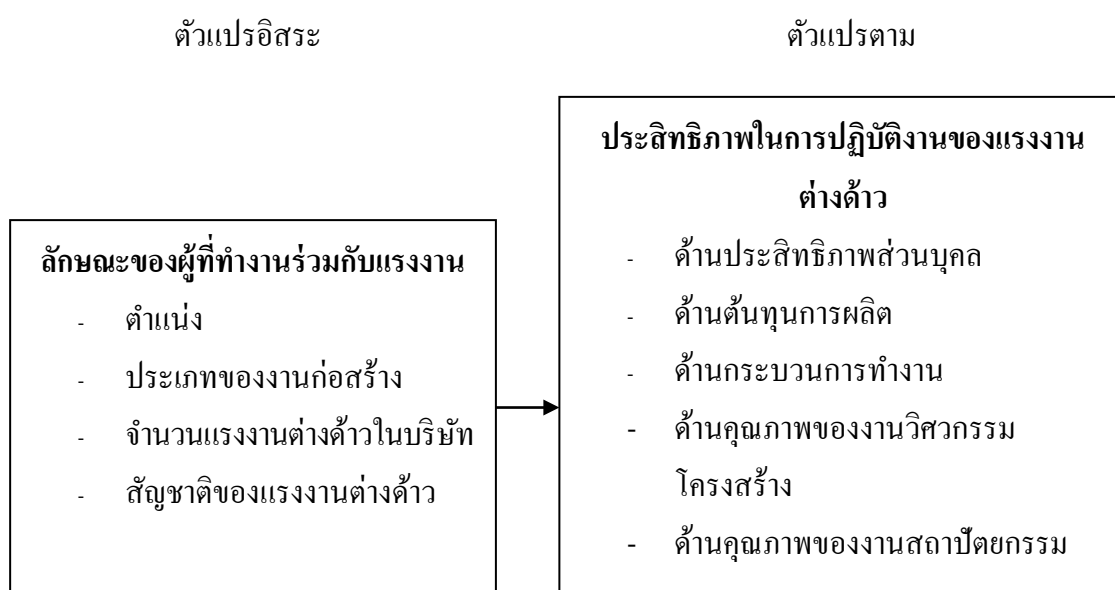 ตัวแปรอิสระ
ตัวแปรตาม
ลักษณะของผู้ที่ทำงานร่วมกับแรงงาน
- ตำแน่ง
- ประเภทของงานก่อสร้าง
- จำนวนแรงงานต่างด้าวในบริษัท
- สัญชาติของแรงงานต่างด้าว
ประสิทธิภาพในการปฏิบัติงานของแรงงาน
ต่างด้าว
- ด้านประสิทธิภาพส่วนบุคล
- ด้านต้นทุนการผลิต
- ด้านกระบวนการทำงาน
- ด้านคุณภาพของงานวิศวกรรม
โครงสร้าง
- ด้านคุณภาพของงานสถาปัตยกรรม